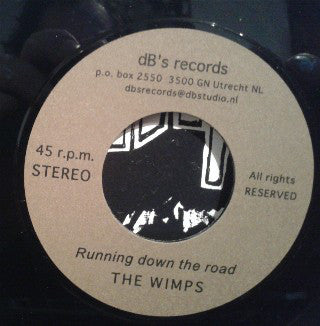 dB's records
p.o. box 2550 3500 GN Utrecht NL
dbsrecords@dbstudio.nl
45 r.p.m.
STEREO
All rights
RESERVED
Running down the road
THE WIMPS